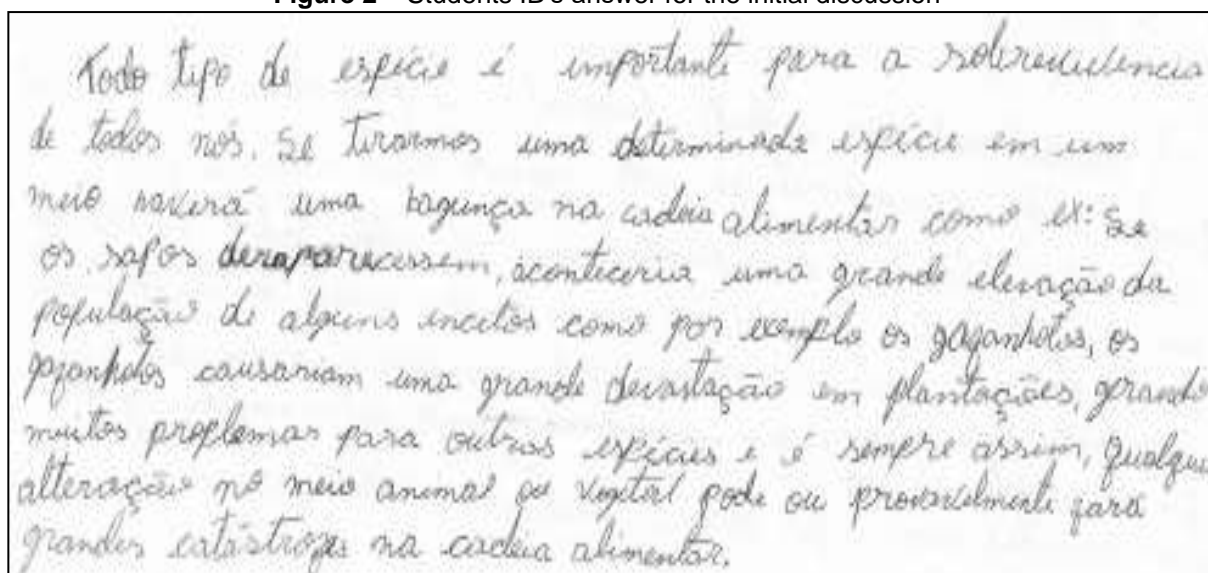 Figure 2 – Students ID's answer for the initial discussion
Todo tipo de espécie é importante para a sobrevivencia
de todos nós. Se tirarmos uma determinada espécie em um
meio haverá uma bagunça na cadeia alimentar como ex: Se
os sapos desaparecessem, aconteceria uma grande elevação da
população de alguns incetos como por exemplo os gafanhotos, os
gafanhotos causariam uma grande devastação em plantações, gerando
muitos problemas para outras espécies e é sempre assim, qualquer
alteração no meio animal ou vegetal pode ou provavelmente fará
grandes catástrofes na cadeia alimentar.